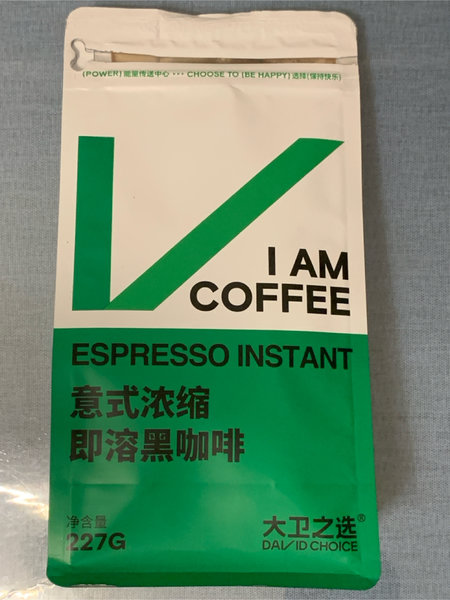 (POWER) 能量传送中心 ··· CHOOSE TO (BE HAPPY) 选择(保持快乐)
I AM
COFFEE
ESPRESSO INSTANT
意式浓缩
即溶黑咖啡
净含量
227G
大卫之选®
DAVID CHOICE